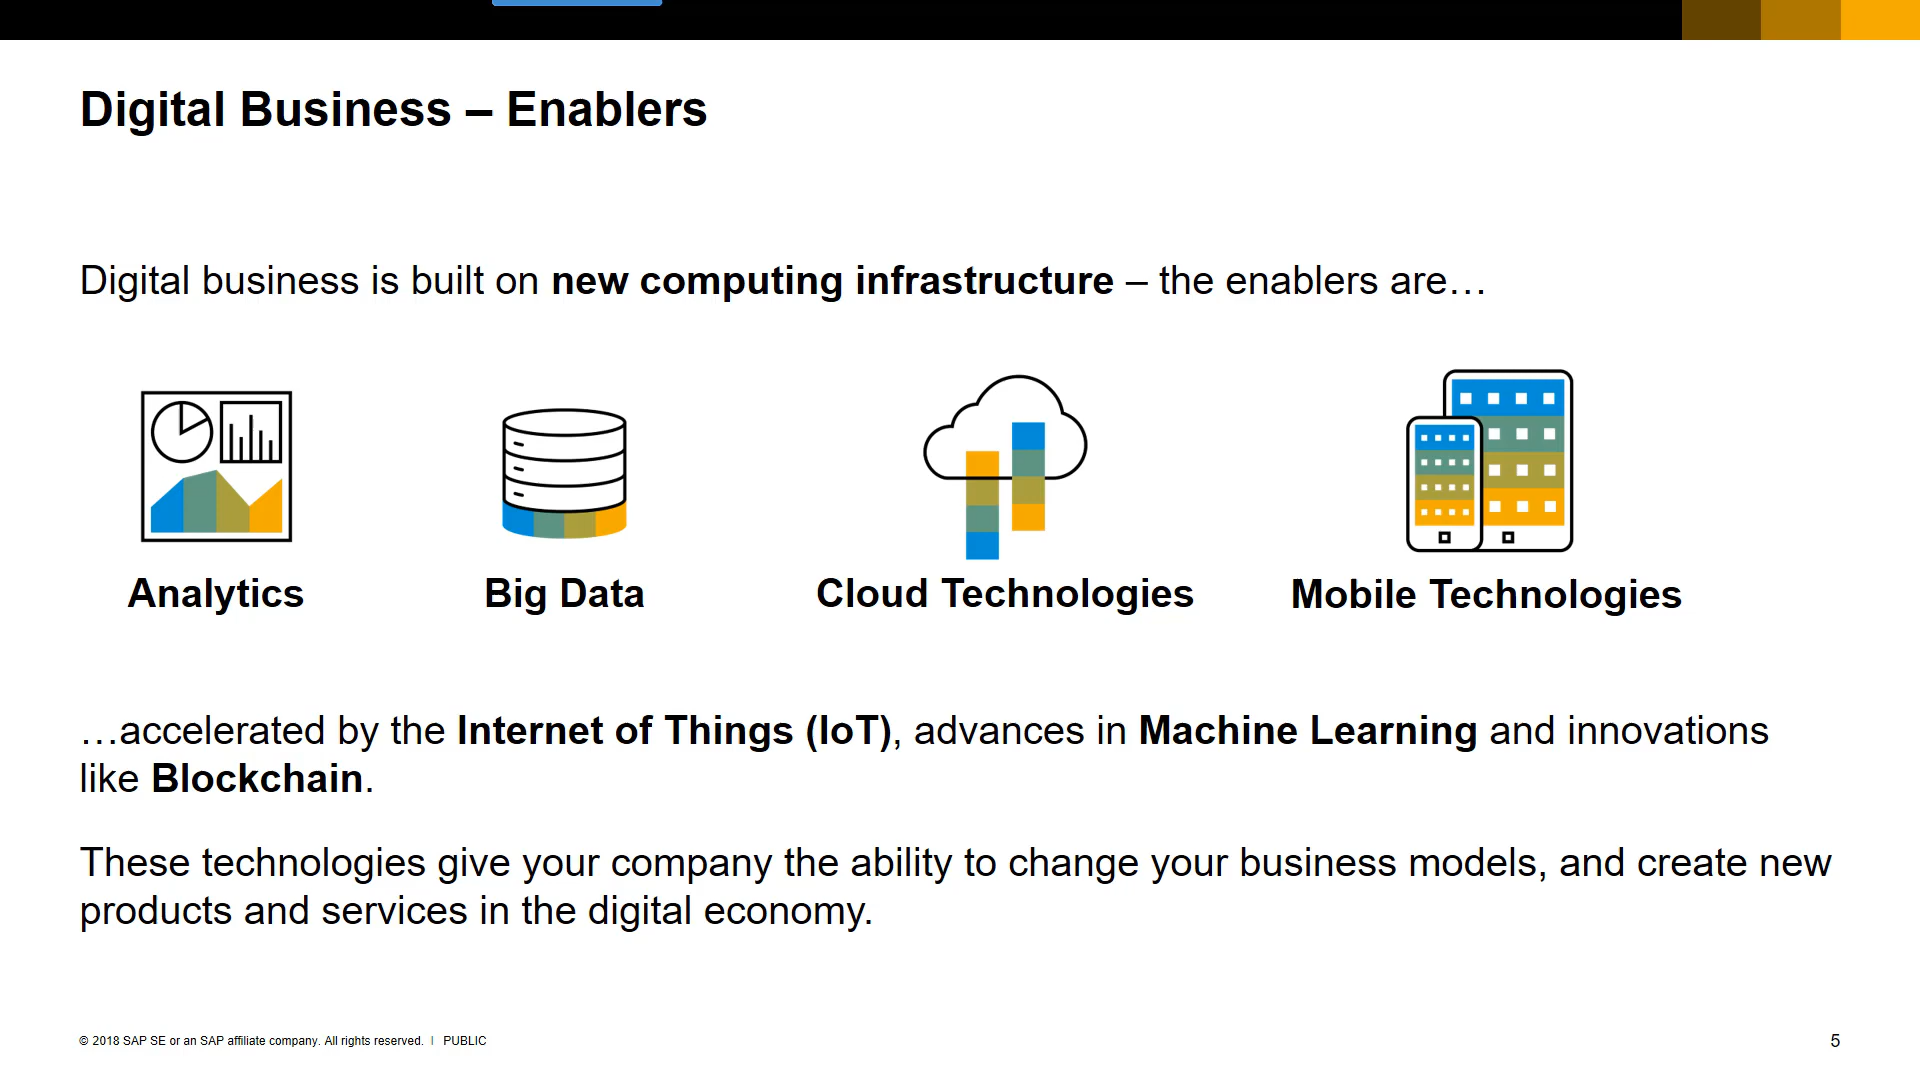 Digital Business – Enablers
Digital business is built on new computing infrastructure – the enablers are…
Analytics
Big Data
Cloud Technologies
Mobile Technologies
…accelerated by the Internet of Things (IoT), advances in Machine Learning and innovations
like Blockchain.
These technologies give your company the ability to change your business models, and create new
products and services in the digital economy.
© 2018 SAP SE or an SAP affiliate company. All rights reserved. | PUBLIC
5